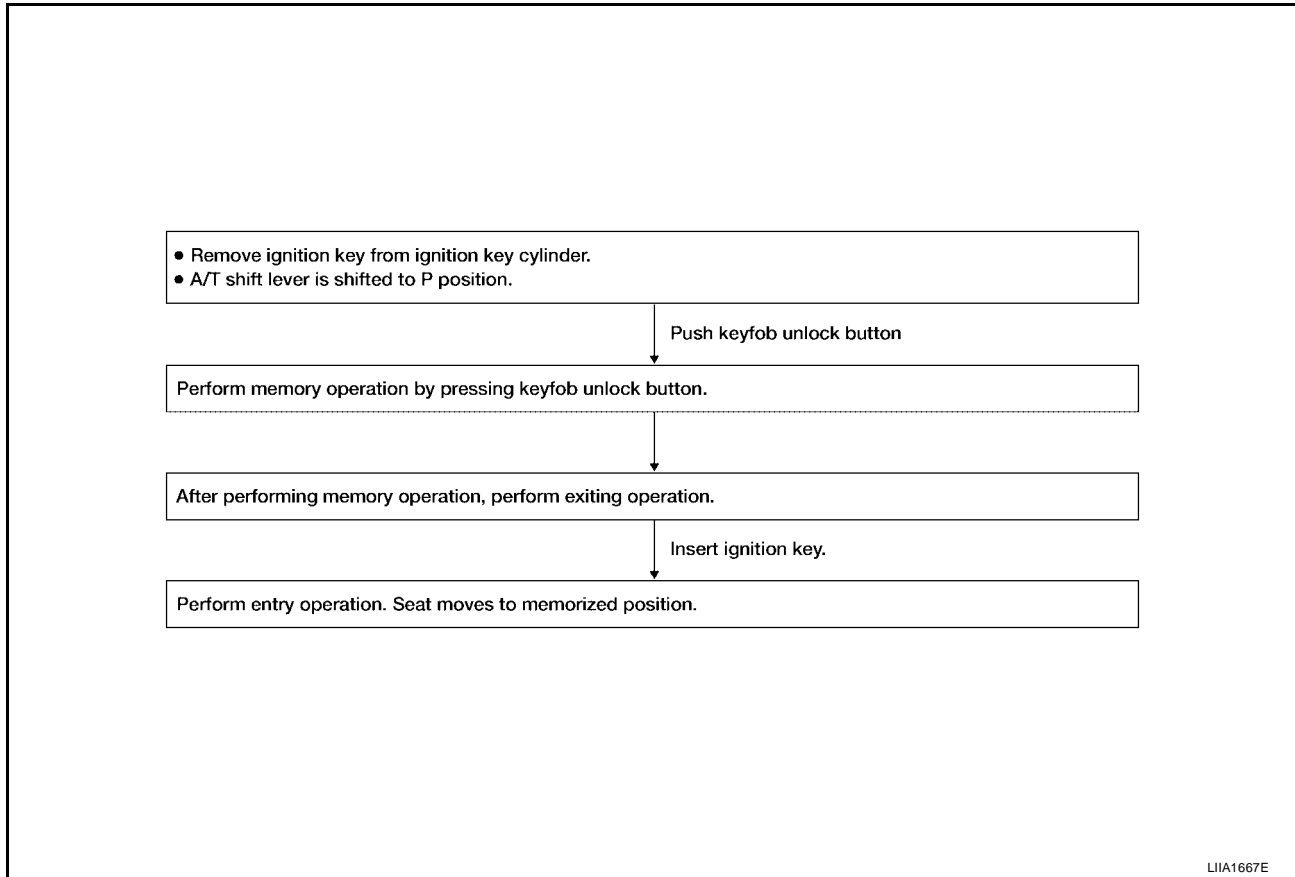 ● Remove ignition key from ignition key cylinder.
● A/T shift lever is shifted to P position.
Push keyfob unlock button
Perform memory operation by pressing keyfob unlock button.
After performing memory operation, perform exiting operation.
Insert ignition key.
Perform entry operation. Seat moves to memorized position.
LIIA1667E